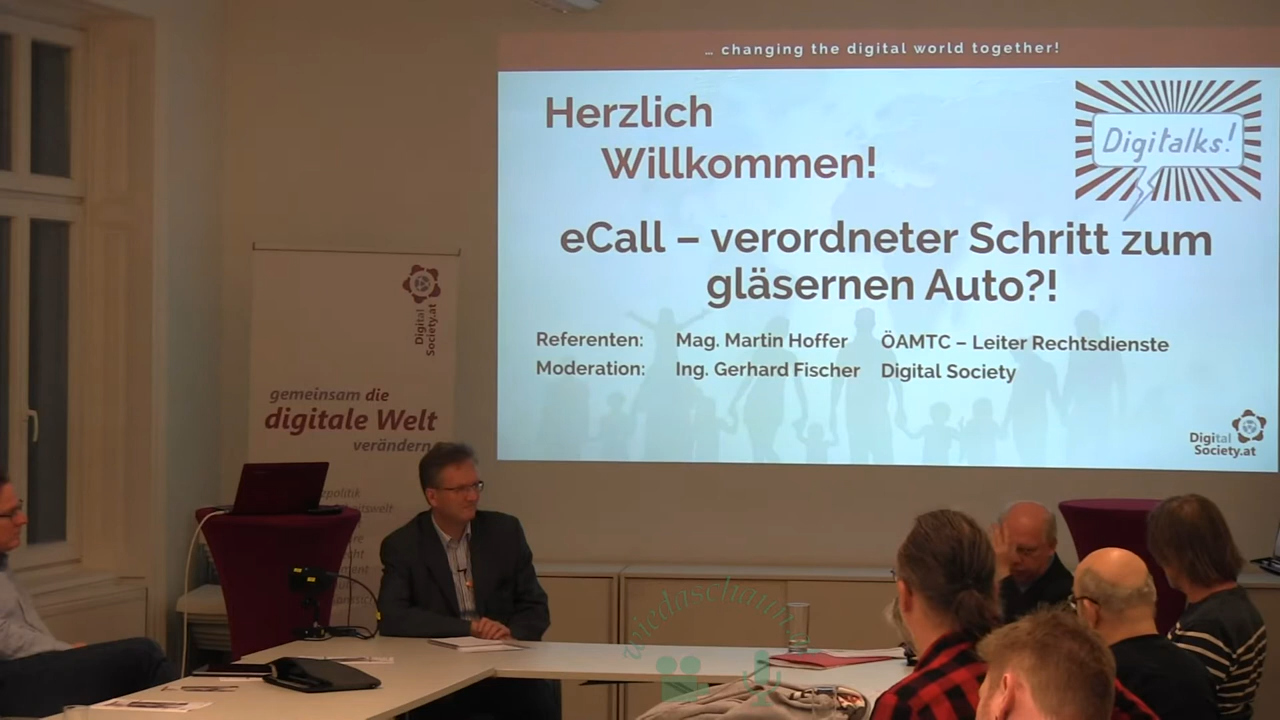 … changing the digital world together!
Herzlich
Willkommen!
Digitalks!
eCall – verordneter Schritt zum
gläsernen Auto?!
Referenten: Mag. Martin Hoffer ÖAMTC – Leiter Rechtsdienste
Moderation: Ing. Gerhard Fischer Digital Society
Digital
Society.at
Digital
Society.at
gemeinsam die
digitale Welt
verändern
wiedaschaun